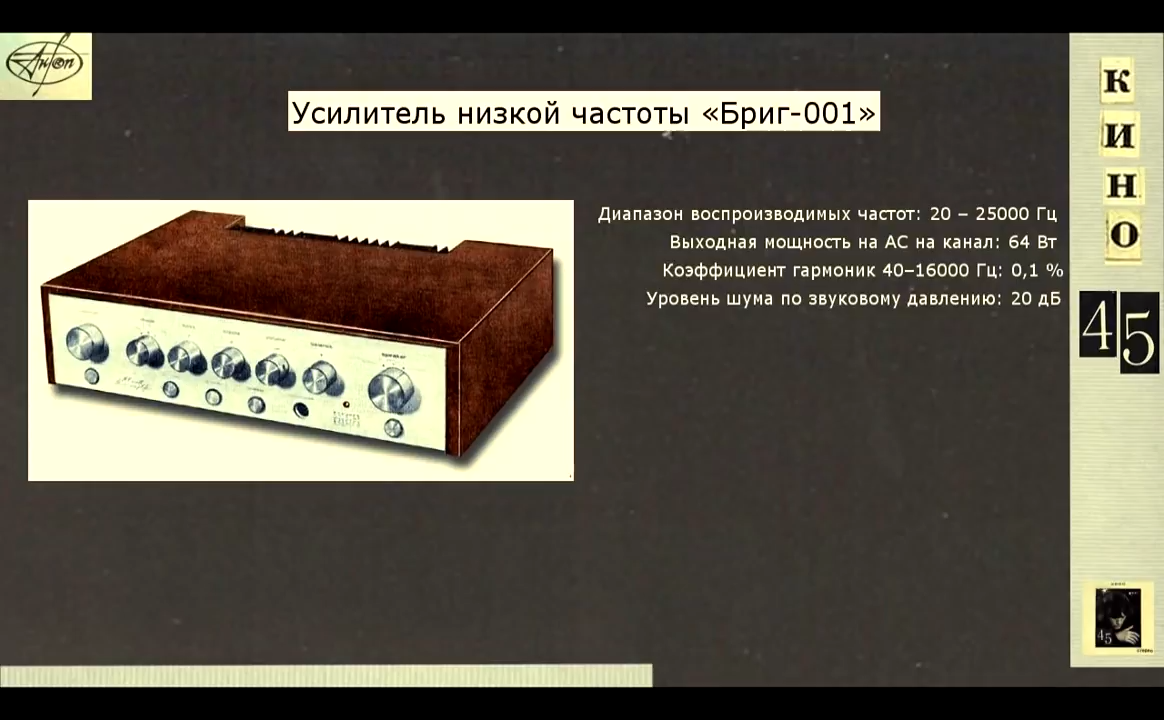 Усилитель низкой частоты «Бриг-001»
Диапазон воспроизводимых частот: 20 – 25000 Гц
Выходная мощность на АС на канал: 64 Вт
Коэффициент гармоник 40–16000 Гц: 0,1 %
Уровень шума по звуковому давлению: 20 дБ
К
И
Н
О
45
45